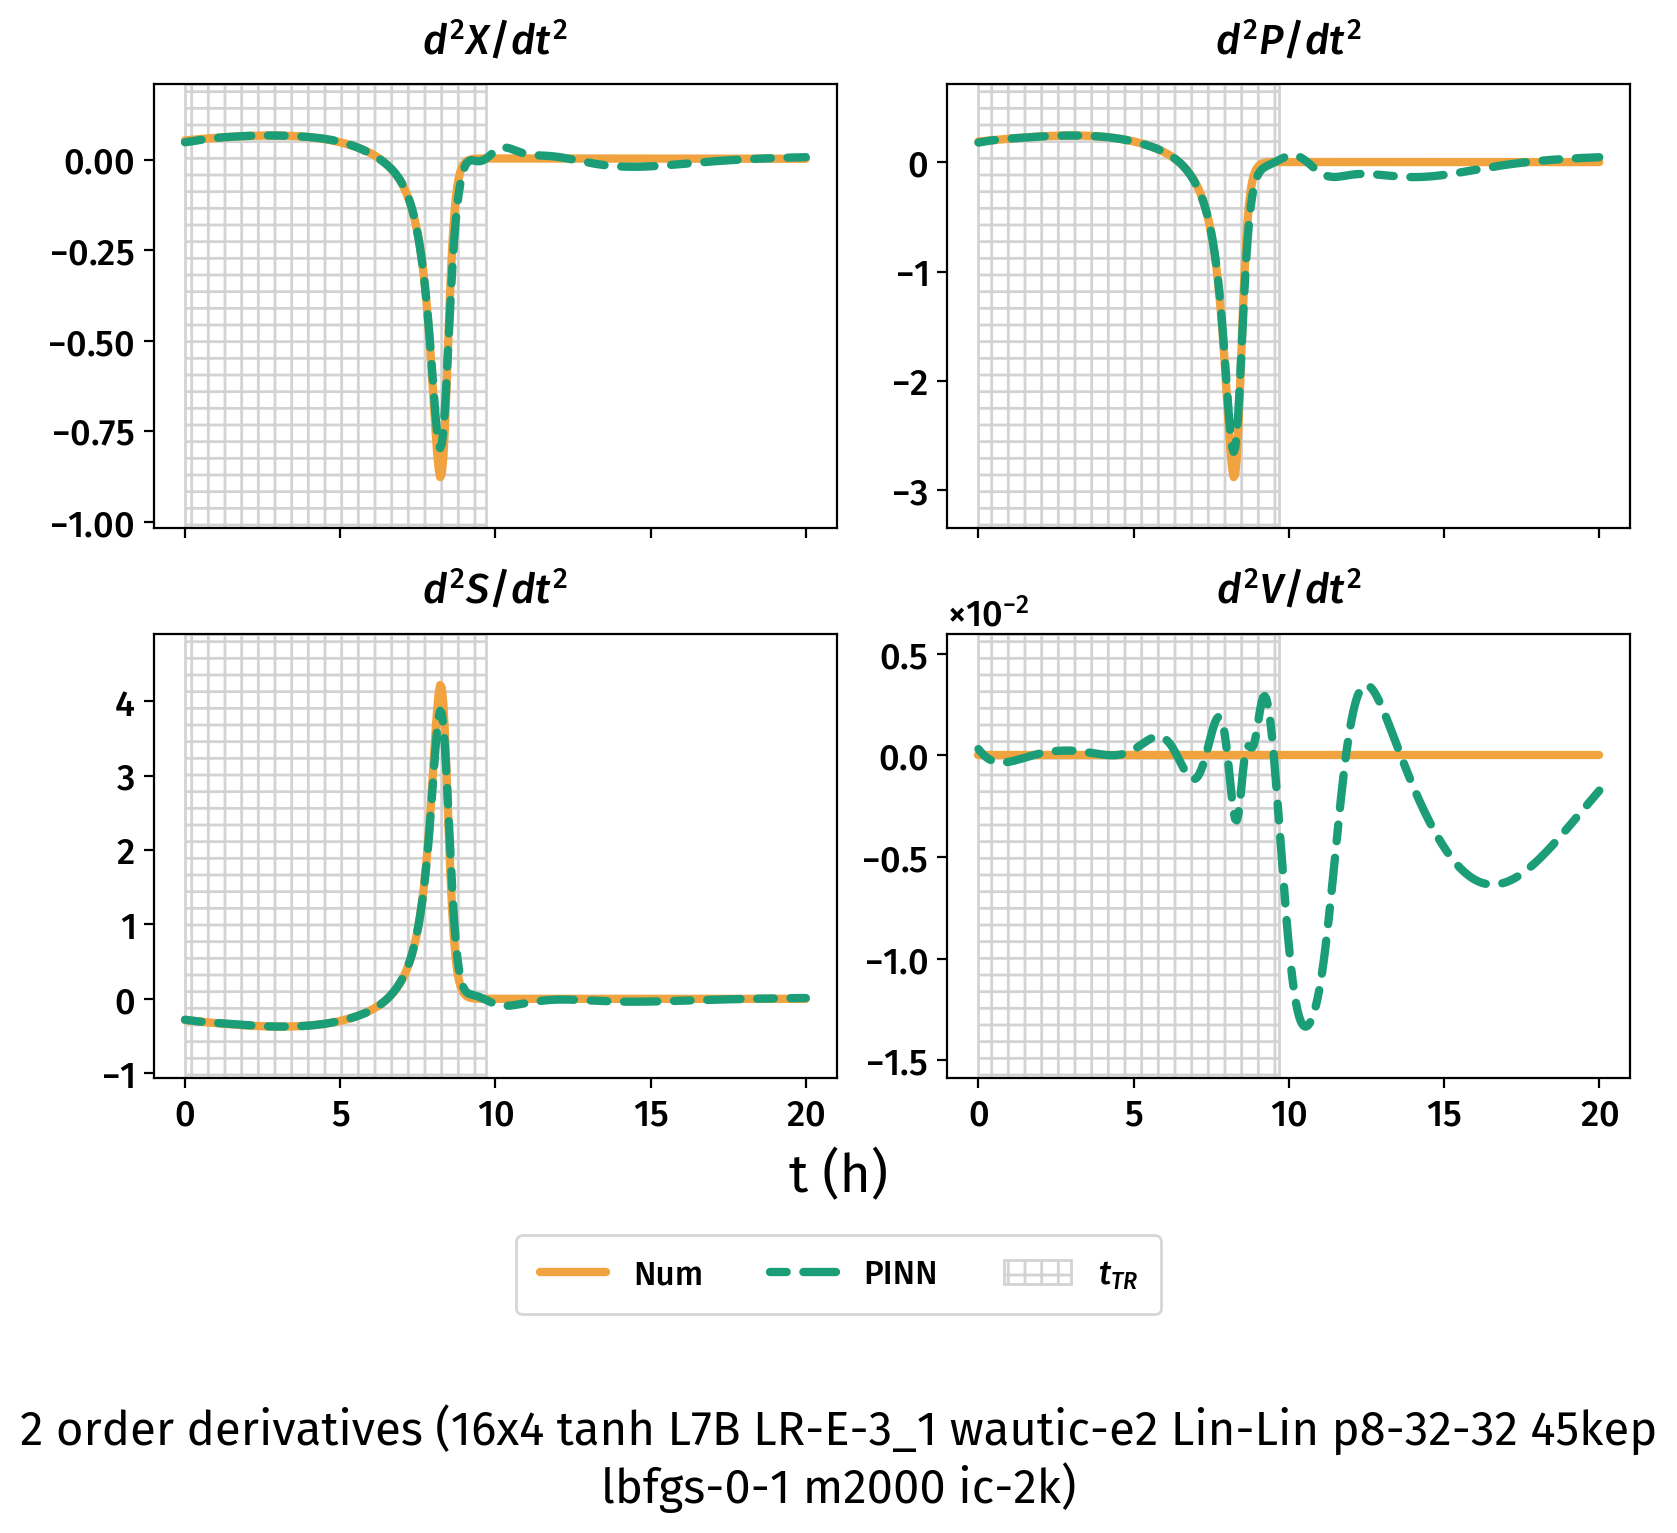 d²X/dt²
d²P/dt²
0.00
−0.25
−0.50
−0.75
−1.00
0
−1
−2
−3
d²S/dt²
d²V/dt²
×10⁻²
4
3
2
1
0
−1
0.5
0.0
−0.5
−1.0
−1.5
0 5 10 15 20
0 5 10 15 20
t (h)
Num PINN t_TR
2 order derivatives (16x4 tanh L7B LR-E-3_1 wautic-e2 Lin-Lin p8-32-32 45kep
lbfgs-0-1 m2000 ic-2k)